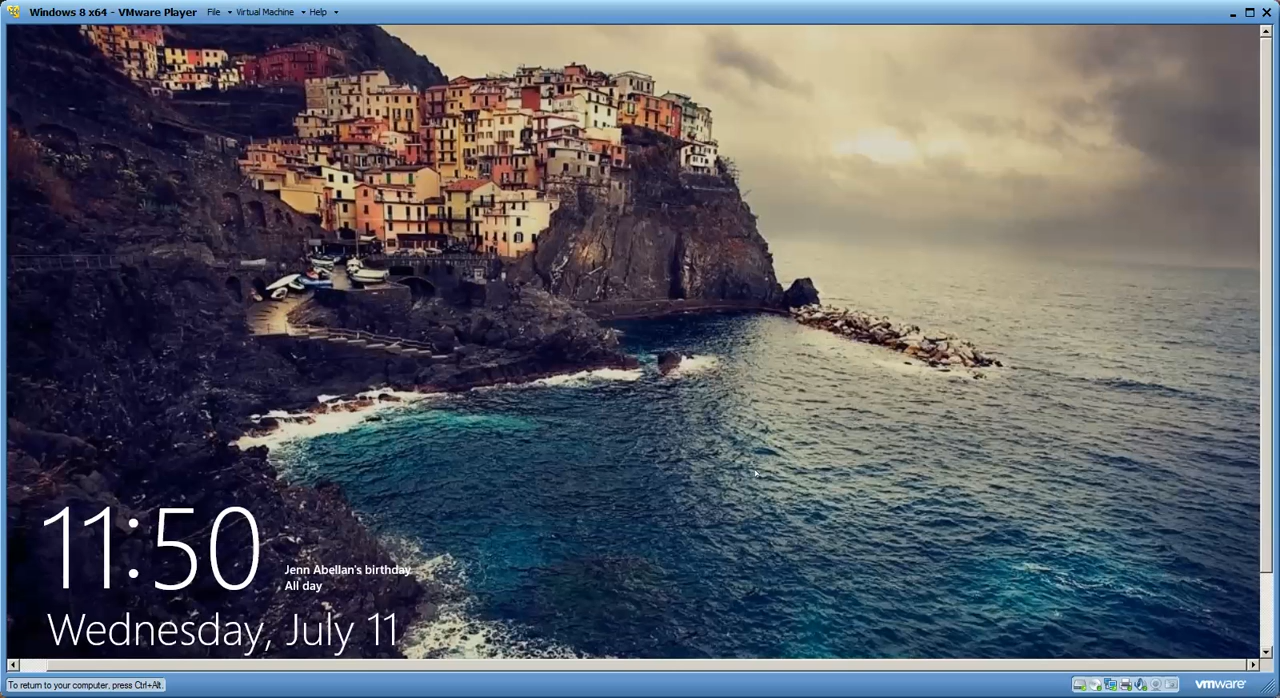 Windows 8 x64 - VMware Player File Virtual Machine Help
11:50
Jenn Abellan's birthday
All day
Wednesday, July 11
To return to your computer, press Ctrl+Alt.
vmware